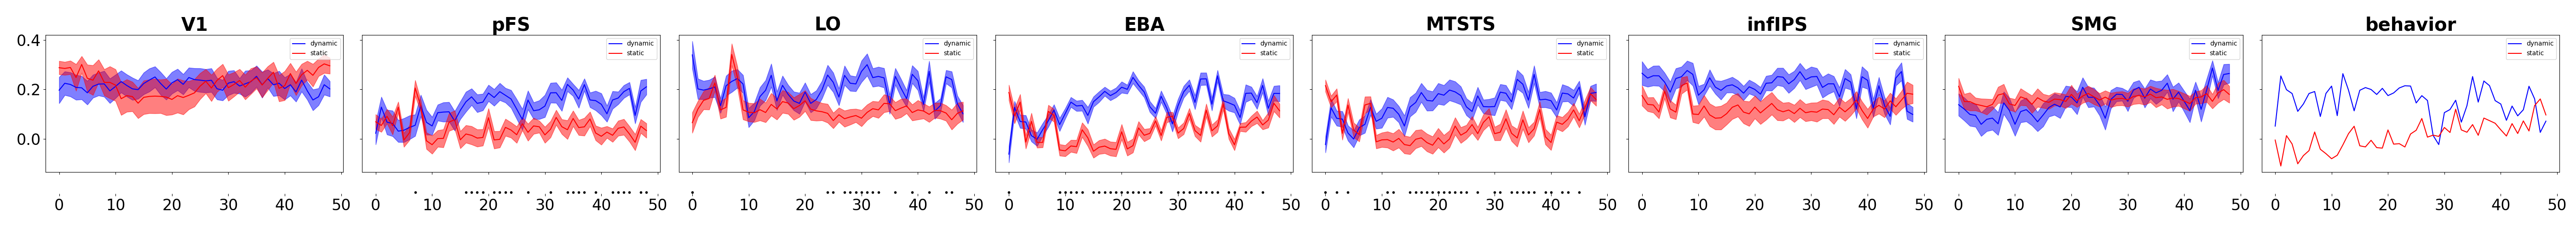 V1 pFS LO EBA MTSTS infIPS SMG behavior
0.4 dynamic dynamic dynamic dynamic dynamic dynamic dynamic dynamic
static static static static static static static static
0.2
0.0
0 10 20 30 40 50 0 10 20 30 40 50 0 10 20 30 40 50 0 10 20 30 40 50 0 10 20 30 40 50 0 10 20 30 40 50 0 10 20 30 40 50 0 10 20 30 40 50